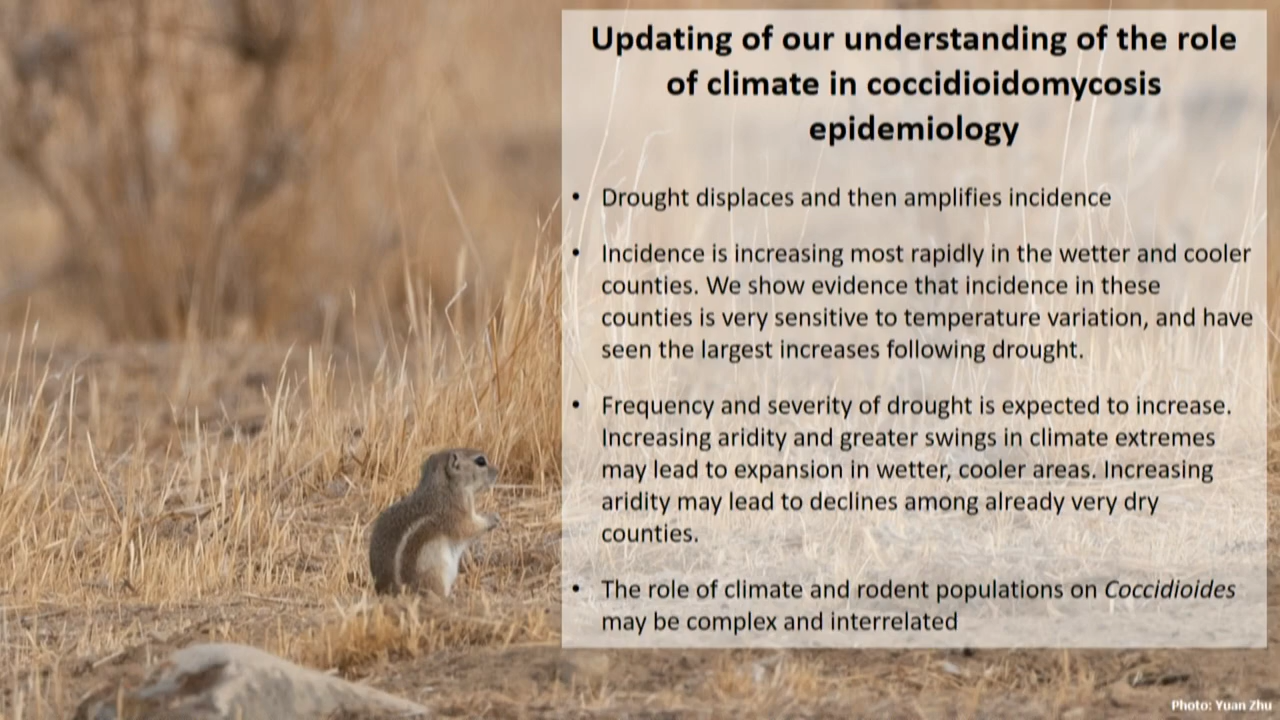 Updating of our understanding of the role
of climate in coccidioidomycosis
epidemiology
• Drought displaces and then amplifies incidence
• Incidence is increasing most rapidly in the wetter and cooler
counties. We show evidence that incidence in these
counties is very sensitive to temperature variation, and have
seen the largest increases following drought.
• Frequency and severity of drought is expected to increase.
Increasing aridity and greater swings in climate extremes
may lead to expansion in wetter, cooler areas. Increasing
aridity may lead to declines among already very dry
counties.
• The role of climate and rodent populations on Coccidioides
may be complex and interrelated
Photo: Yuan Zhu